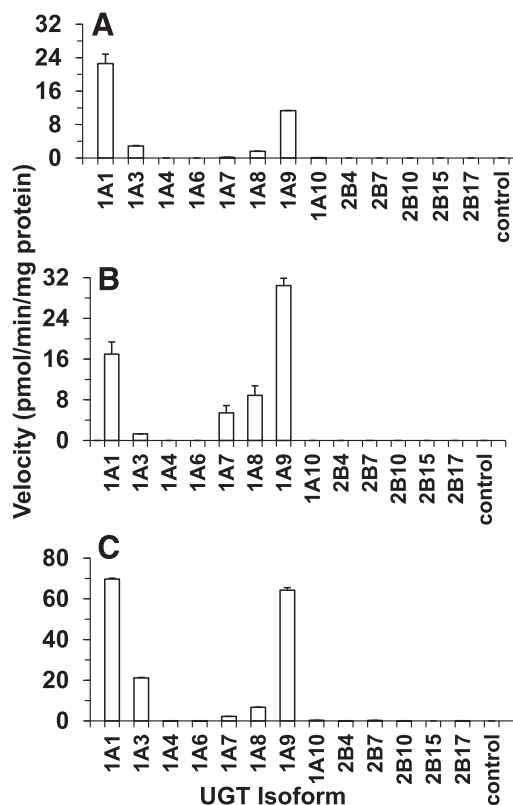 A
32
24
16
8
0
1A1 1A3 1A4 1A6 1A7 1A8 1A9 1A10 2B4 2B7 2B10 2B15 2B17 control
Velocity (pmol/min/mg protein)
B
32
24
16
8
0
1A1 1A3 1A4 1A6 1A7 1A8 1A9 1A10 2B4 2B7 2B10 2B15 2B17 control
C
80
60
40
20
0
1A1 1A3 1A4 1A6 1A7 1A8 1A9 1A10 2B4 2B7 2B10 2B15 2B17 control
UGT Isoform